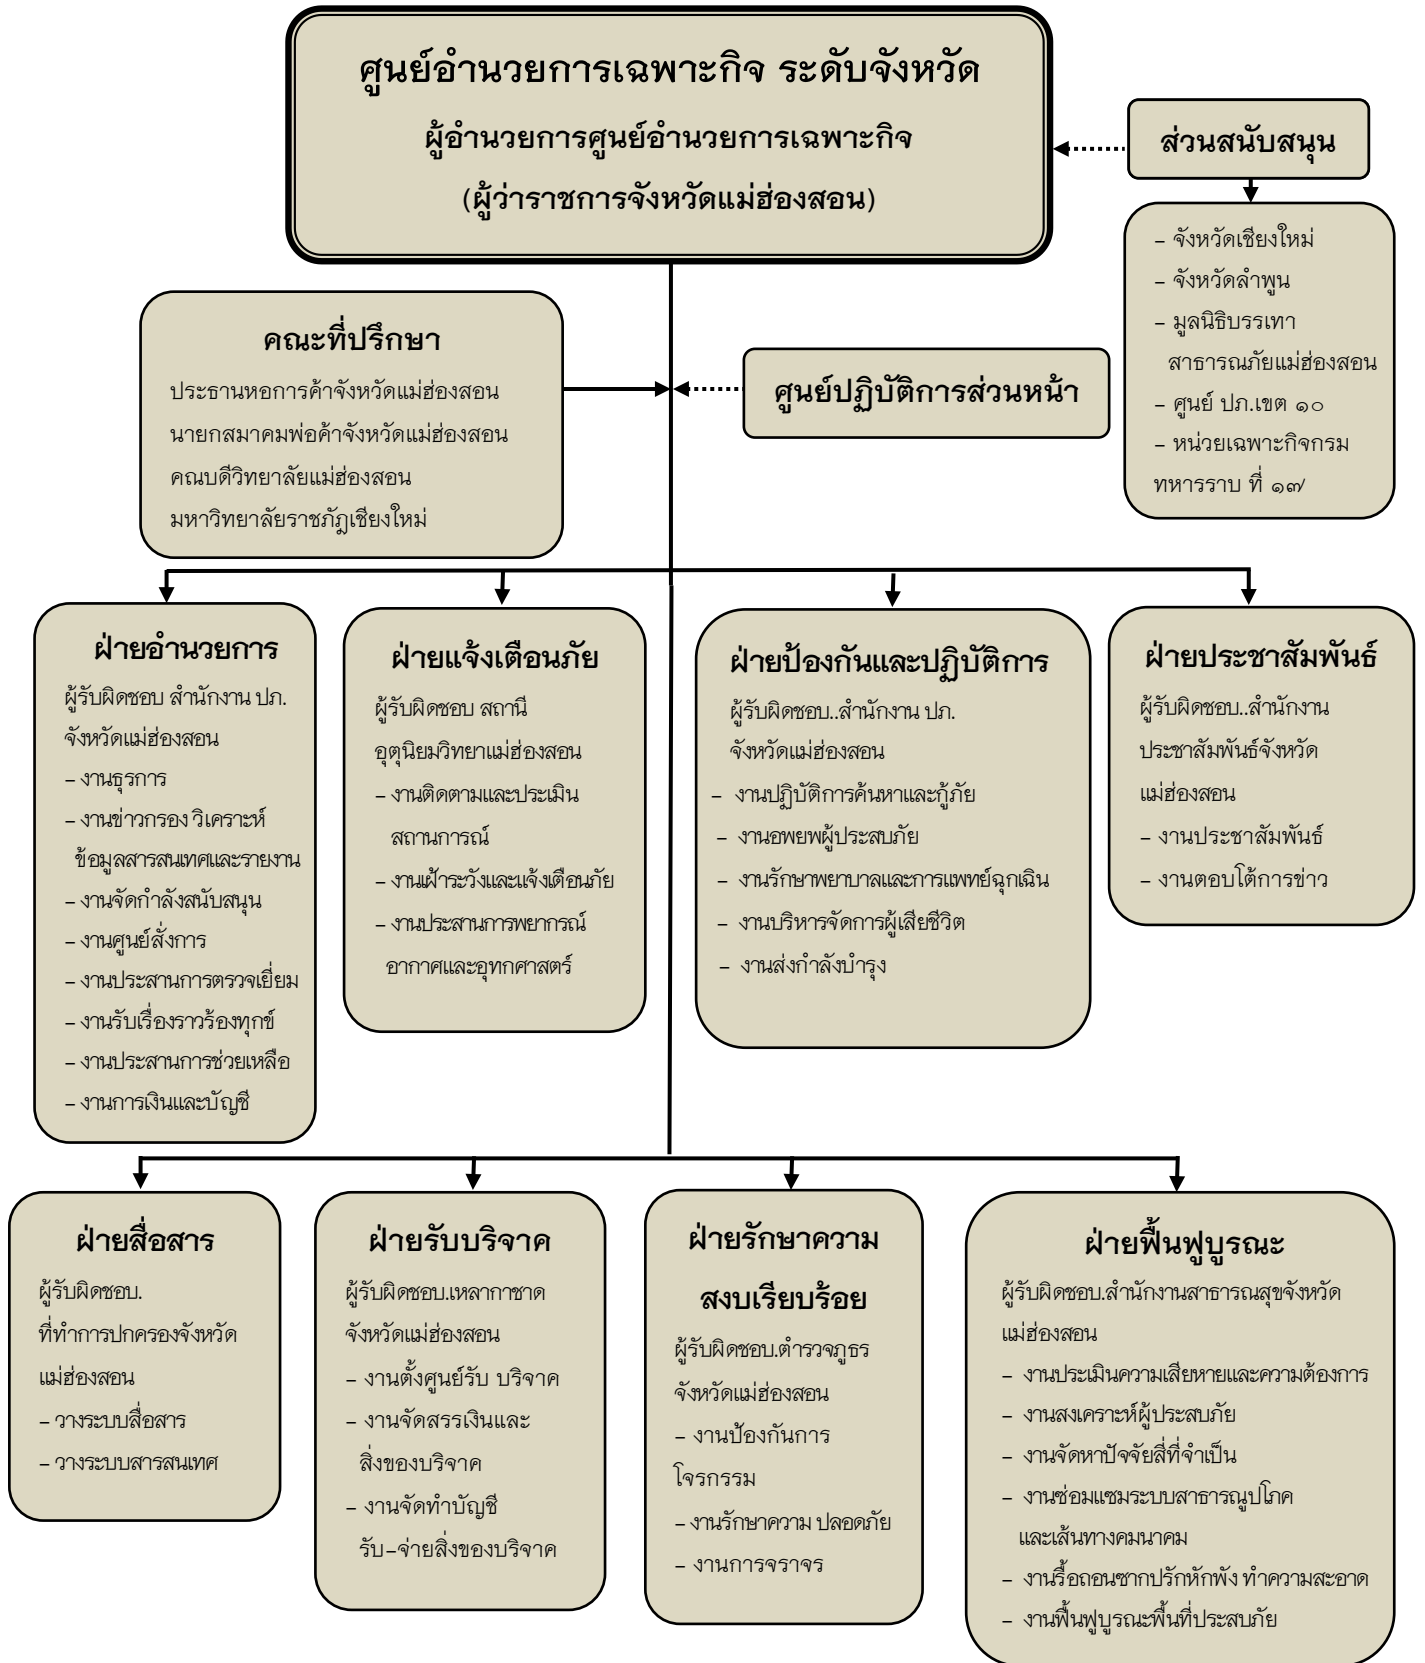 ศูนย์อำนวยการเฉพาะกิจ ระดับจังหวัด
ผู้อำนวยการศูนย์อำนวยการเฉพาะกิจ
(ผู้ว่าราชการจังหวัดแม่ฮ่องสอน)
ส่วนสนับสนุน
- จังหวัดเชียงใหม่
- จังหวัดลำพูน
- มูลนิธิบรรเทา
สาธารณภัยแม่ฮ่องสอน
- ศูนย์ ปภ.เขต ๑๐
- หน่วยเฉพาะกิจกรม
ทหารราบ ที่ ๑๗
คณะที่ปรึกษา
ประธานหอการค้าจังหวัดแม่ฮ่องสอน
นายกสมาคมพ่อค้าจังหวัดแม่ฮ่องสอน
คณบดีวิทยาลัยแม่ฮ่องสอน
มหาวิทยาลัยราชภัฏเชียงใหม่
ศูนย์ปฏิบัติการส่วนหน้า
ฝ่ายอำนวยการ
ผู้รับผิดชอบ สำนักงาน ปภ.
จังหวัดแม่ฮ่องสอน
- งานธุรการ
- งานข่าวกรอง วิเคราะห์
ข้อมูลสารสนเทศและรายงาน
- งานจัดกำลังสนับสนุน
- งานศูนย์สั่งการ
- งานประสานการตรวจเยี่ยม
- งานรับเรื่องราวร้องทุกข์
- งานประสานการช่วยเหลือ
- งานการเงินและบัญชี
ฝ่ายแจ้งเตือนภัย
ผู้รับผิดชอบ สถานี
อุตุนิยมวิทยาแม่ฮ่องสอน
- งานติดตามและประเมิน
สถานการณ์
- งานเฝ้าระวังและแจ้งเตือนภัย
- งานประสานการพยากรณ์
อากาศและอุทกศาสตร์
ฝ่ายป้องกันและปฏิบัติการ
ผู้รับผิดชอบ..สำนักงาน ปภ.
จังหวัดแม่ฮ่องสอน
- งานปฏิบัติการค้นหาและกู้ภัย
- งานอพยพผู้ประสบภัย
- งานรักษาพยาบาลและการแพทย์ฉุกเฉิน
- งานบริหารจัดการผู้เสียชีวิต
- งานส่งกำลังบำรุง
ฝ่ายประชาสัมพันธ์
ผู้รับผิดชอบ..สำนักงาน
ประชาสัมพันธ์จังหวัด
แม่ฮ่องสอน
- งานประชาสัมพันธ์
- งานตอบโต้การข่าว
ฝ่ายสื่อสาร
ผู้รับผิดชอบ.
ที่ทำการปกครองจังหวัด
แม่ฮ่องสอน
- วางระบบสื่อสาร
- วางระบบสารสนเทศ
ฝ่ายรับบริจาค
ผู้รับผิดชอบ.เหลากาชาด
จังหวัดแม่ฮ่องสอน
- งานตั้งศูนย์รับ บริจาค
- งานจัดสรรเงินและ
สิ่งของบริจาค
- งานจัดทำบัญชี
รับ-จ่ายสิ่งของบริจาค
ฝ่ายรักษาความ
สงบเรียบร้อย
ผู้รับผิดชอบ.ตำรวจภูธร
จังหวัดแม่ฮ่องสอน
- งานป้องกันการ
โจรกรรม
- งานรักษาความ ปลอดภัย
- งานการจราจร
ฝ่ายฟื้นฟูบูรณะ
ผู้รับผิดชอบ.สำนักงานสาธารณสุขจังหวัด
แม่ฮ่องสอน
- งานประเมินความเสียหายและความต้องการ
- งานสงเคราะห์ผู้ประสบภัย
- งานจัดหาปัจจัยสี่ที่จำเป็น
- งานซ่อมแซมระบบสาธารณูปโภค
และเส้นทางคมนาคม
- งานรื้อถอนซากปรักหักพัง ทำความสะอาด
- งานฟื้นฟูบูรณะพื้นที่ประสบภัย